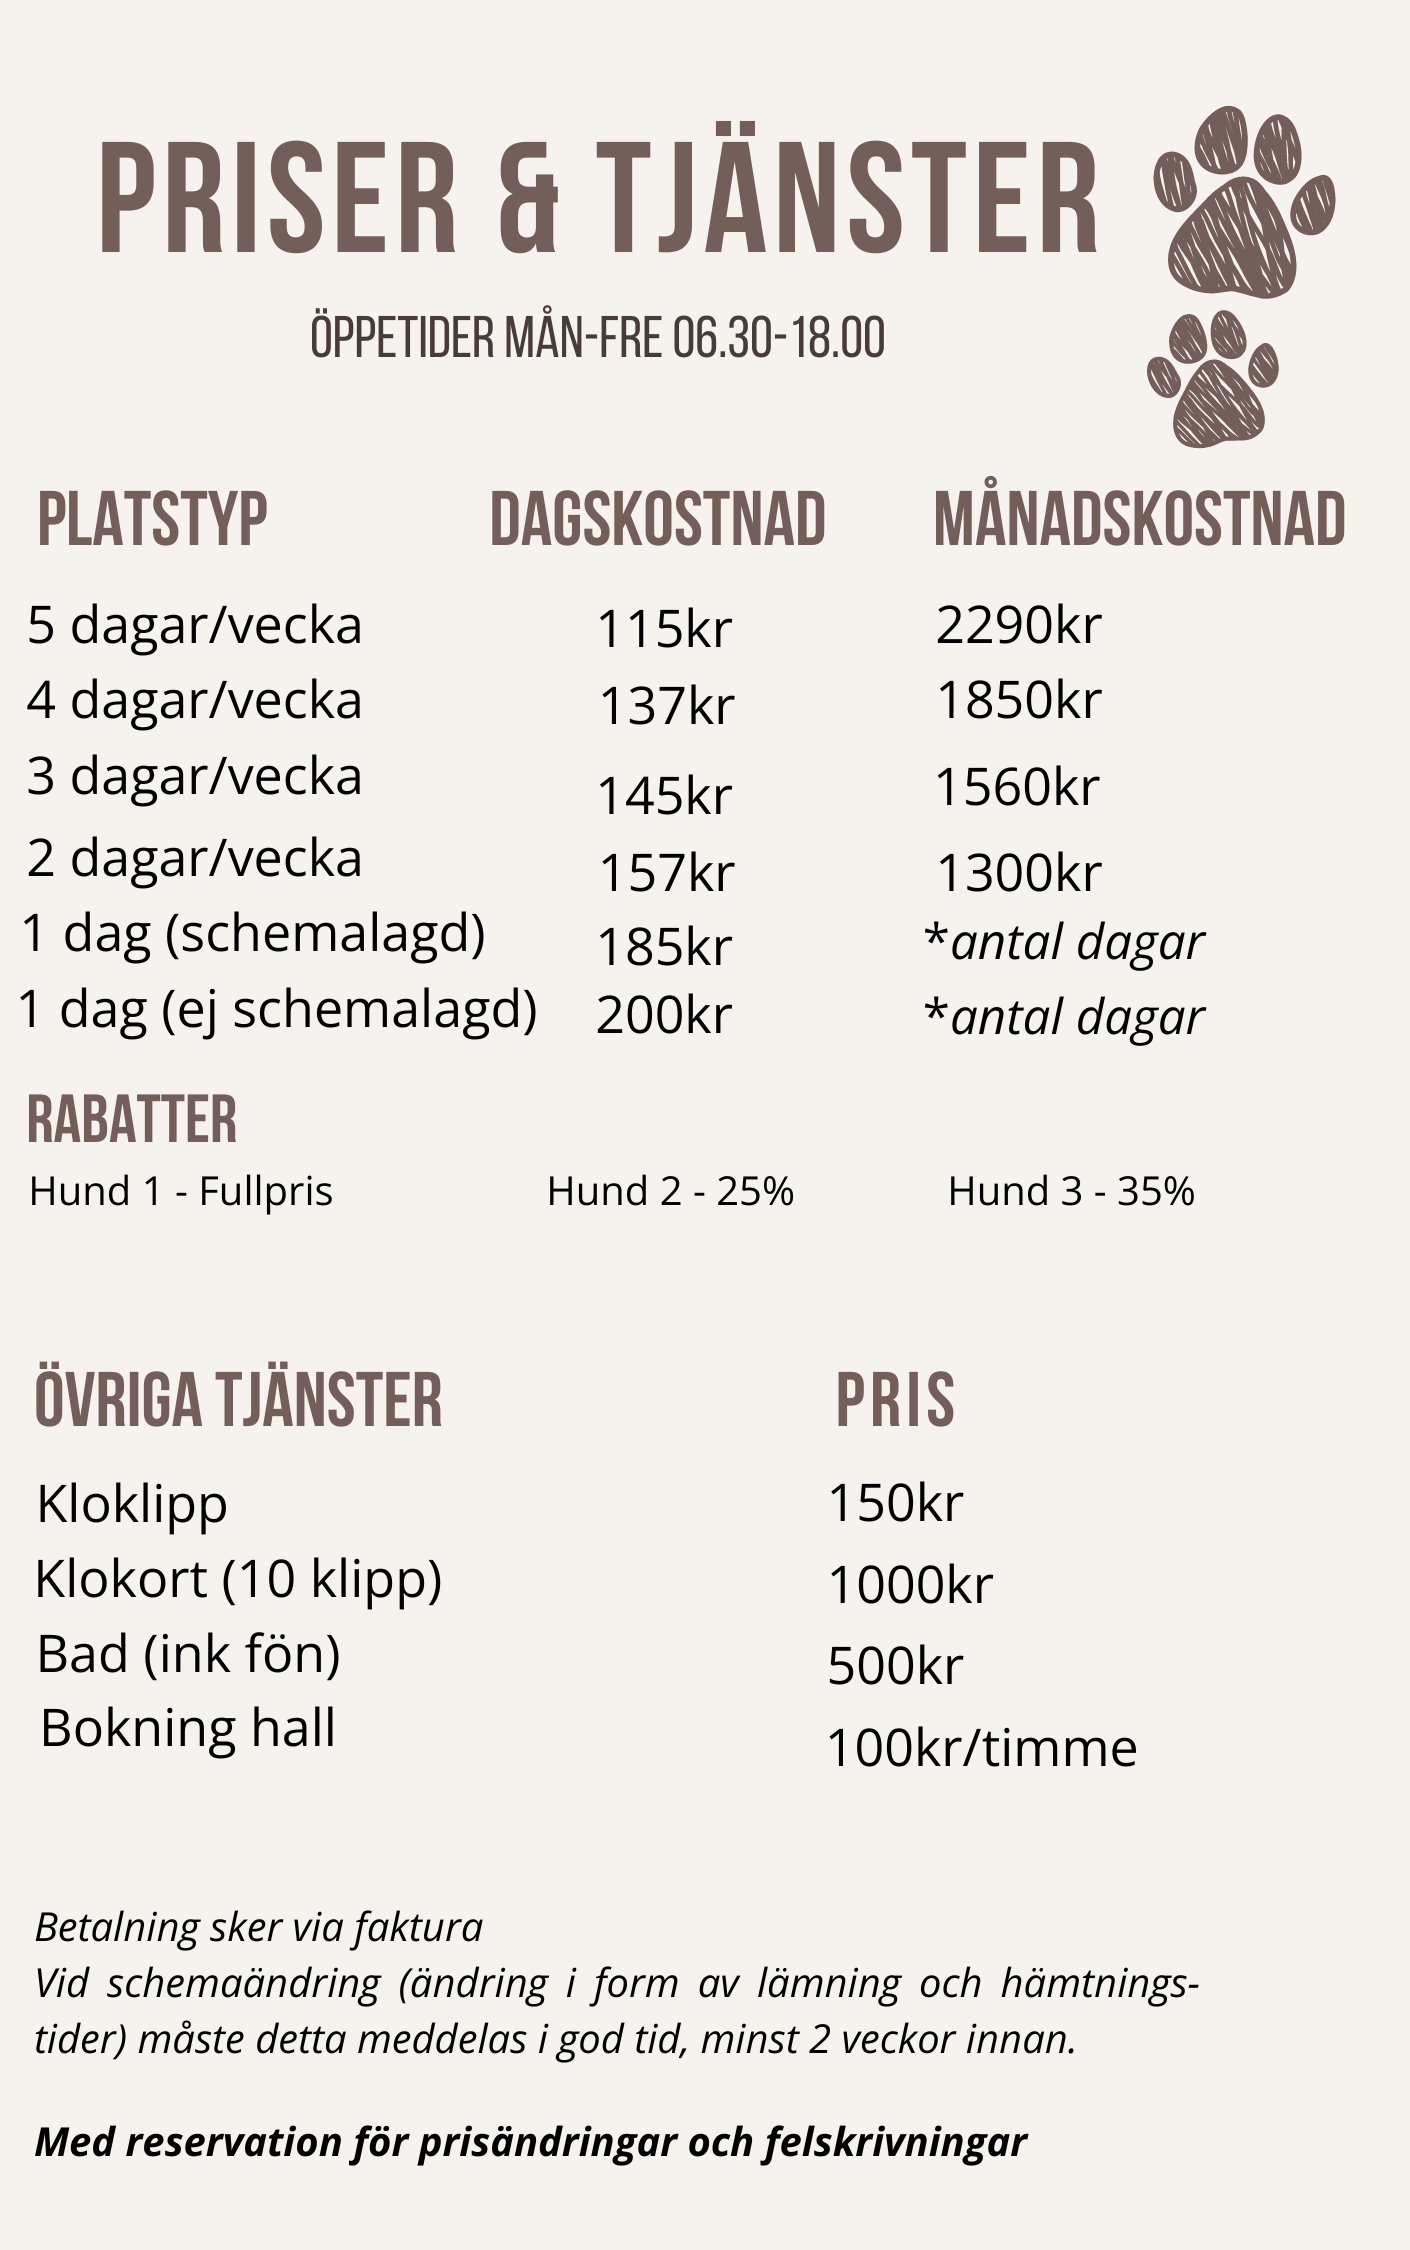 PRISER & TJÄNSTER
ÖPPETIDER MÅN-FRE 06.30-18.00
PLATSTYP DAGSKOSTNAD MÅNADSKOSTNAD
5 dagar/vecka 115kr 2290kr
4 dagar/vecka 137kr 1850kr
3 dagar/vecka 145kr 1560kr
2 dagar/vecka 157kr 1300kr
1 dag (schemalagd) 185kr *antal dagar
1 dag (ej schemalagd) 200kr *antal dagar
RABATTER
Hund 1 - Fullpris Hund 2 - 25% Hund 3 - 35%
ÖVRIGA TJÄNSTER PRIS
Kloklipp 150kr
Klokort (10 klipp) 1000kr
Bad (ink fön) 500kr
Bokning hall 100kr/timme
Betalning sker via faktura
Vid schemaändring (ändring i form av lämning och hämtnings-
tider) måste detta meddelas i god tid, minst 2 veckor innan.
Med reservation för prisändringar och felskrivningar